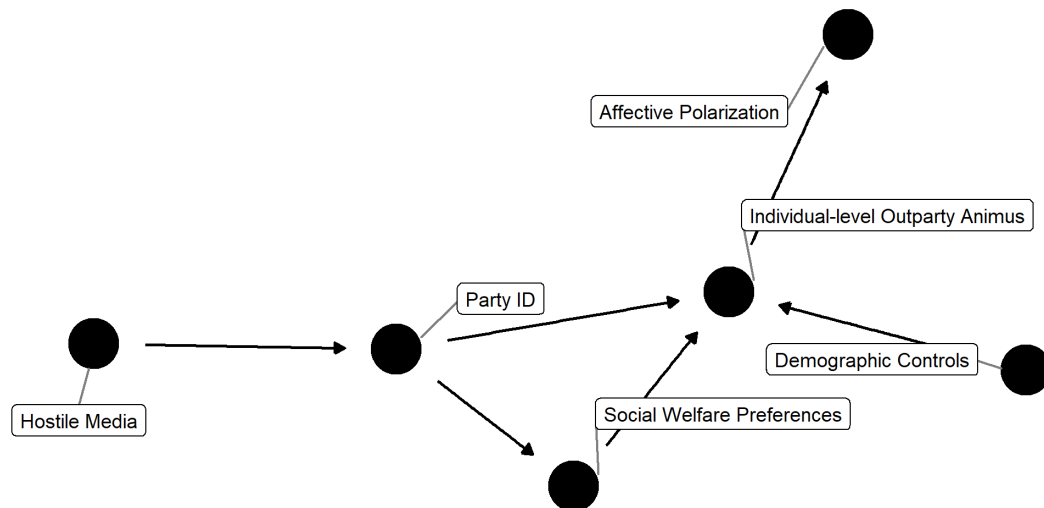 Affective Polarization
Individual-level Outparty Animus
Party ID
Demographic Controls
Hostile Media
Social Welfare Preferences